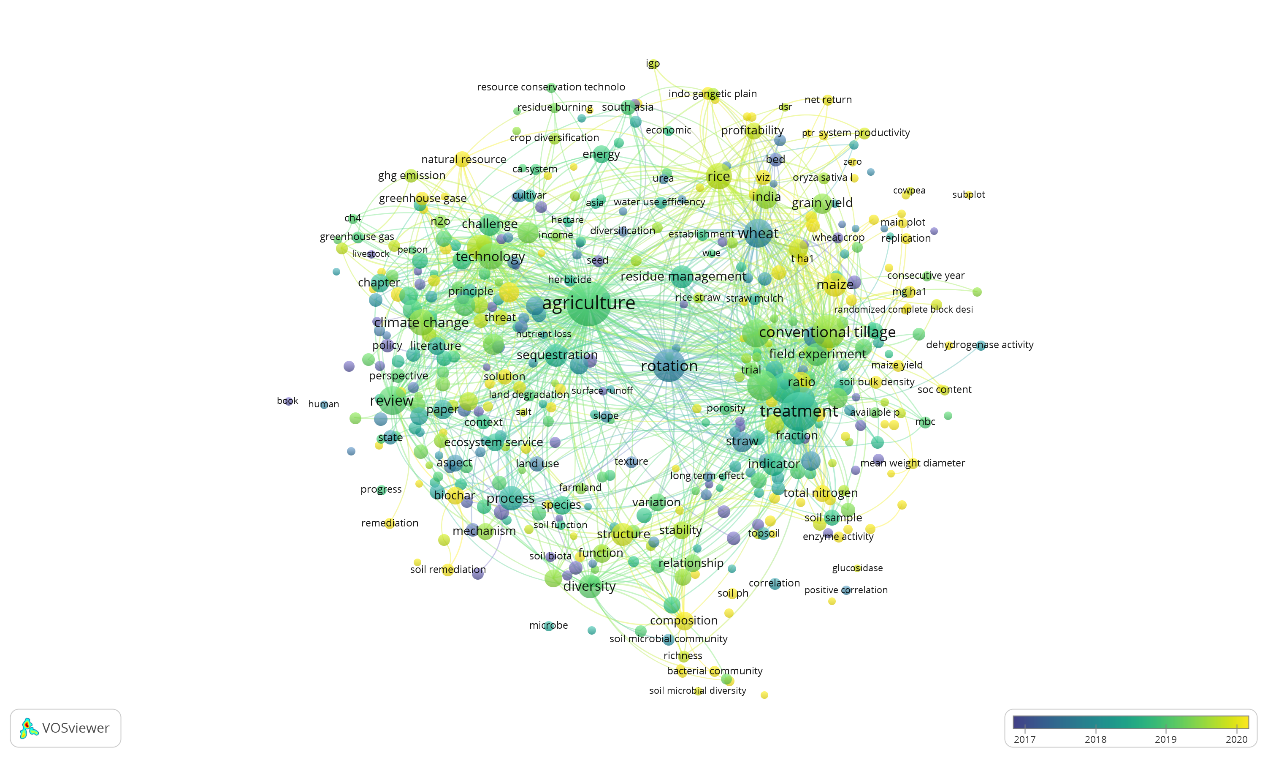 igp
resource conservation technolo
indo gangetic plain
net return
residue burning
south asia
dsr
economic
profitability
ptr
system productivity
crop diversification
energy
natural resource
bed
zero
ca system
ghg emission
urea
rice
viz
oryza sativa l
cowpea
subplot
greenhouse gase
cultivar
asia
water use efficiency
india
grain yield
ch4
n2o
challenge
hectare
main plot
greenhouse gas
income
diversification
establishment
wheat
wheat crop
replication
livestock
person
technology
seed
wue
t ha1
chapter
herbicide
residue management
consecutive year
principle
maize
mg ha1
rice straw
straw mulch
agriculture
randomized complete block desi
climate change
threat
nutrient loss
conventional tillage
policy
literature
sequestration
field experiment
dehydrogenase activity
rotation
trial
maize yield
perspective
solution
ratio
soil bulk density
soc content
land degradation
surface runoff
book
human
review
paper
salt
slope
porosity
treatment
available p
mbc
context
state
ecosystem service
straw
fraction
aspect
land use
texture
indicator
mean weight diameter
long term effect
progress
biochar
process
farmland
total nitrogen
species
variation
remediation
mechanism
soil function
structure
stability
topsoil
soil sample
enzyme activity
soil biota
function
relationship
soil remediation
glucosidase
diversity
correlation
positive correlation
soil ph
microbe
composition
soil microbial community
richness
bacterial community
soil microbial diversity
VOSviewer
2017
2018
2019
2020